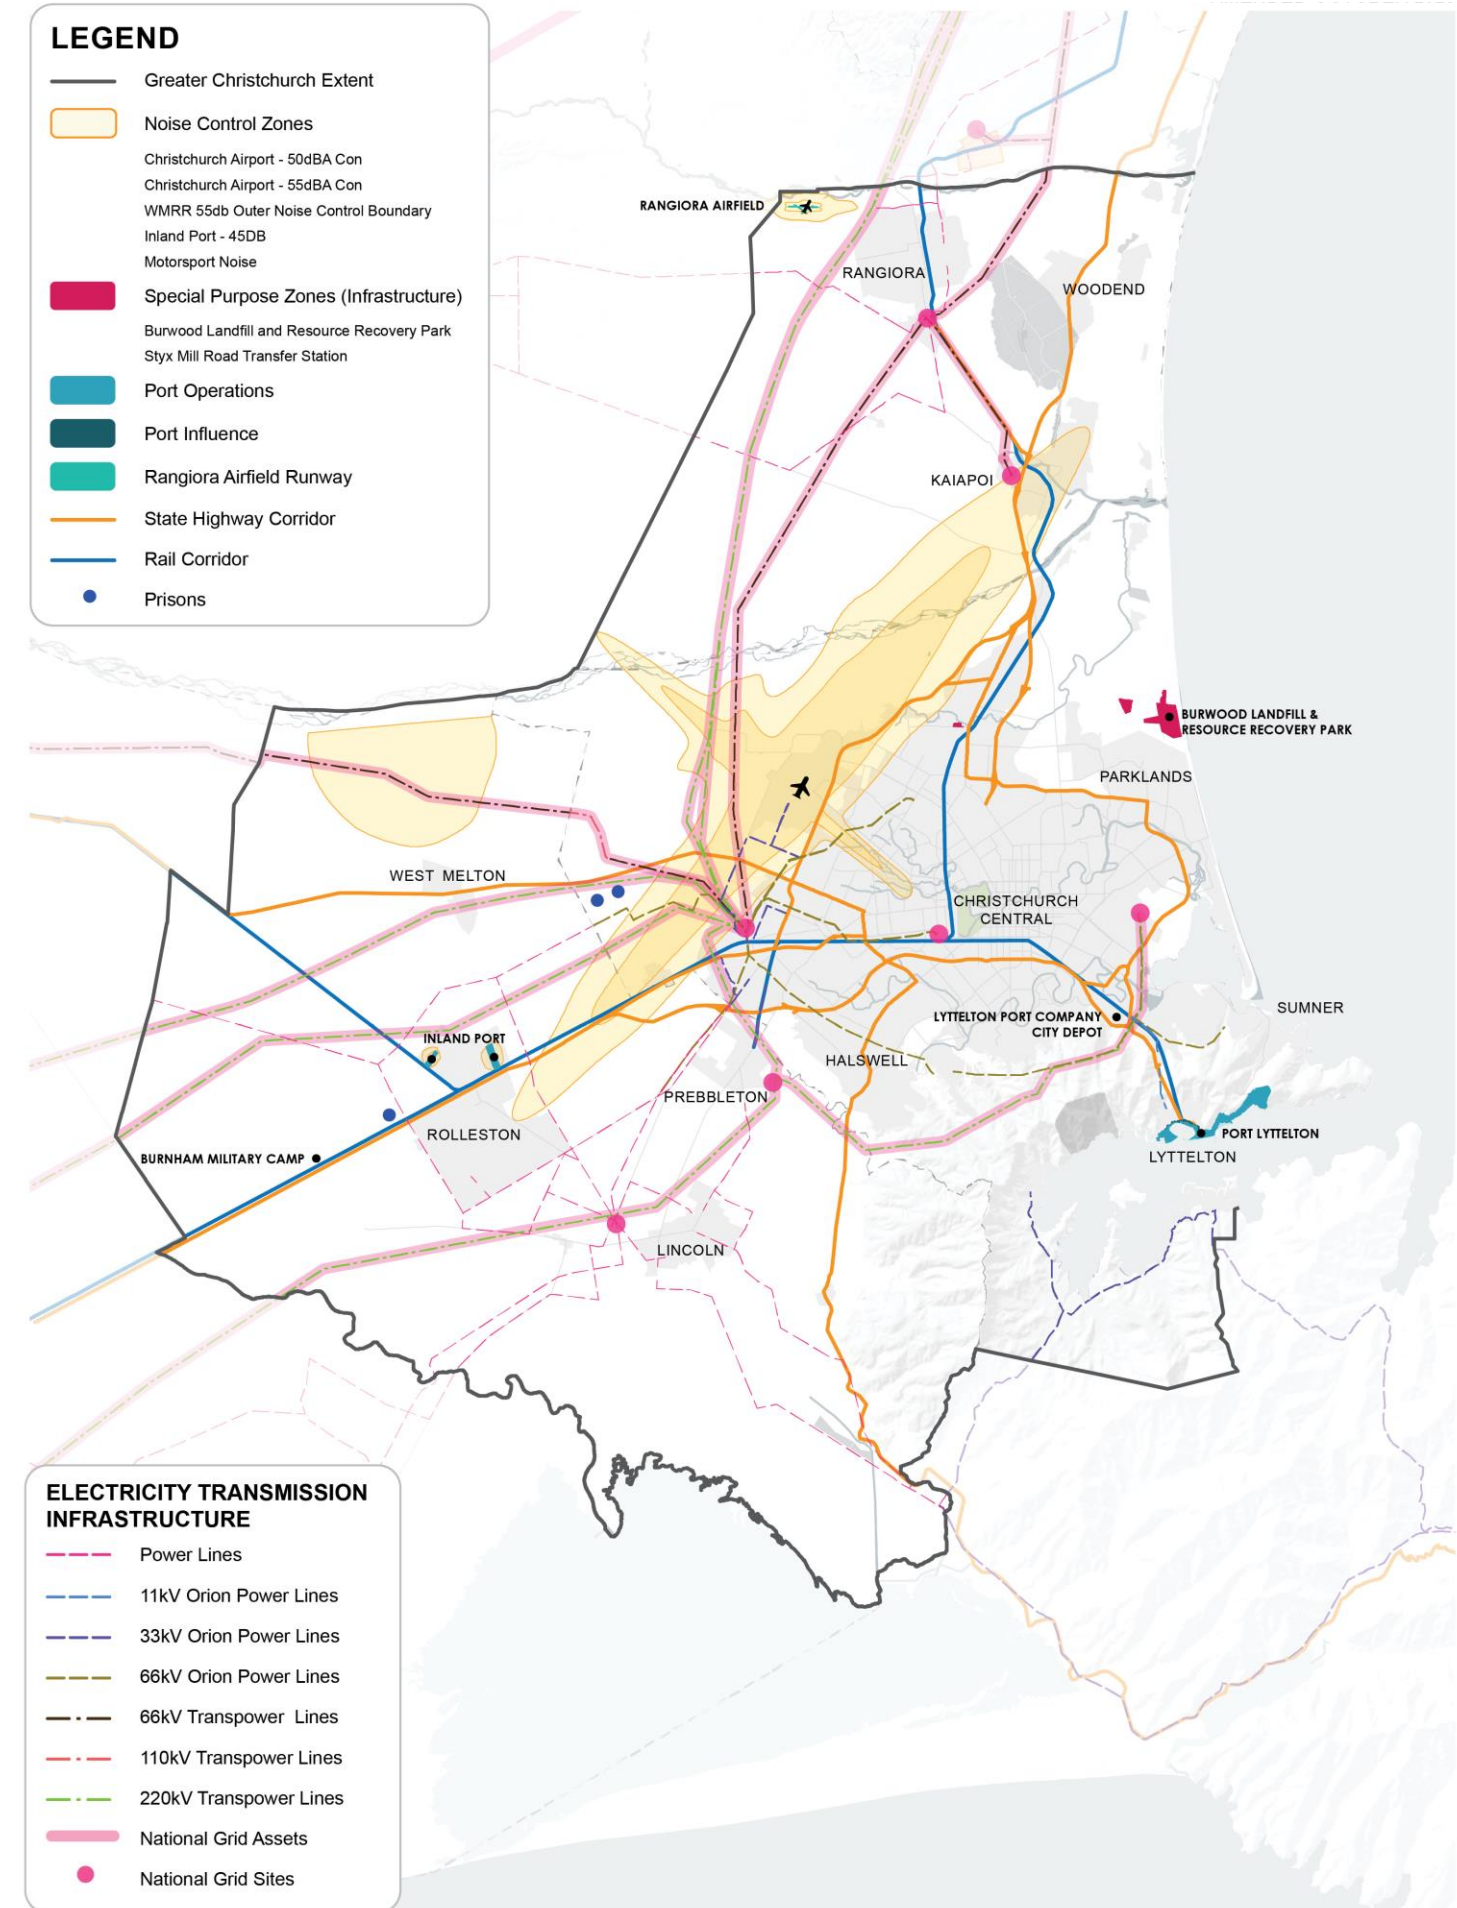 LEGEND
Greater Christchurch Extent
Noise Control Zones
Christchurch Airport - 50dBA Con
Christchurch Airport - 55dBA Con
WMRR 55db Outer Noise Control Boundary
Inland Port - 45DB
Motorsport Noise
Special Purpose Zones (Infrastructure)
Burwood Landfill and Resource Recovery Park
Styx Mill Road Transfer Station
Port Operations
Port Influence
Rangiora Airfield Runway
State Highway Corridor
Rail Corridor
Prisons
RANGIORA AIRFIELD
RANGIORA
WOODEND
KAIAPOI
BURWOOD LANDFILL &
RESOURCE RECOVERY PARK
PARKLANDS
WEST MELTON
CHRISTCHURCH
CENTRAL
SUMNER
LYTTELTON PORT COMPANY
CITY DEPOT
INLAND PORT
HALSWELL
PREBBLETON
ROLLESTON
PORT LYTTELTON
BURNHAM MILITARY CAMP
LYTTELTON
LINCOLN
ELECTRICITY TRANSMISSION
INFRASTRUCTURE
Power Lines
11kV Orion Power Lines
33kV Orion Power Lines
66kV Orion Power Lines
66kV Transpower Lines
110kV Transpower Lines
220kV Transpower Lines
National Grid Assets
National Grid Sites